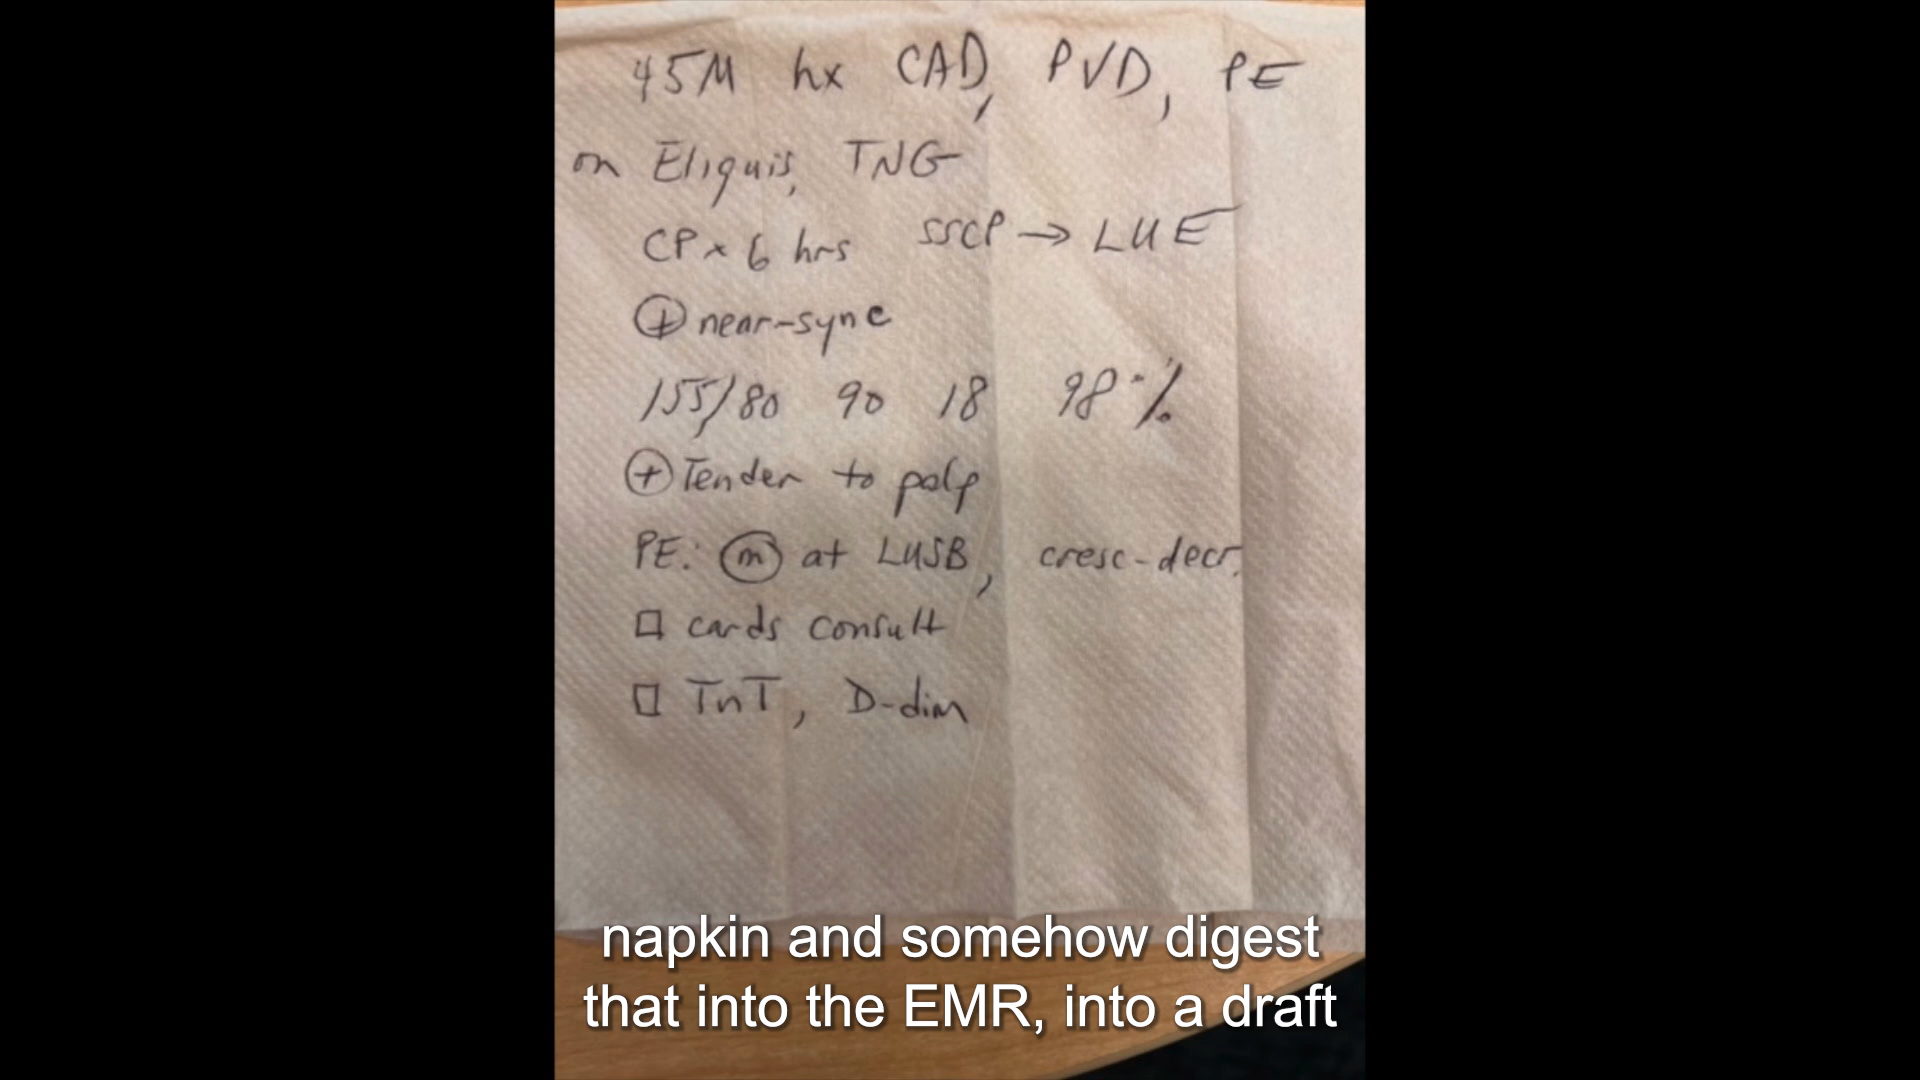 45M hx CAD, PVD, PE
on Eliquis, TNG
CP x 6 hrs SSCP → LUE
⊕ near-sync
155/80 90 18 98%
⊕ Tender to palp
PE: ⓜ at LUSB, cresc-decr.
□ cards consult
□ TnT, D-dim
napkin and somehow digest
that into the EMR, into a draft